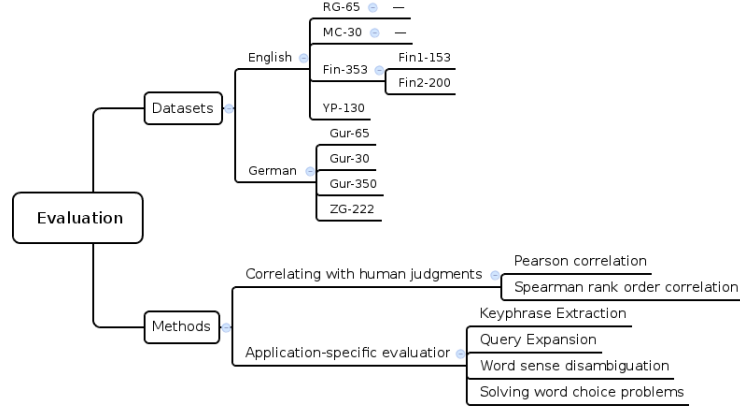 Evaluation
Datasets
English
RG-65 —
MC-30 —
Fin-353
Fin1-153
Fin2-200
YP-130
German
Gur-65
Gur-30
Gur-350
ZG-222
Methods
Correlating with human judgments
Pearson correlation
Spearman rank order correlation
Application-specific evaluatior
Keyphrase Extraction
Query Expansion
Word sense disambiguation
Solving word choice problems